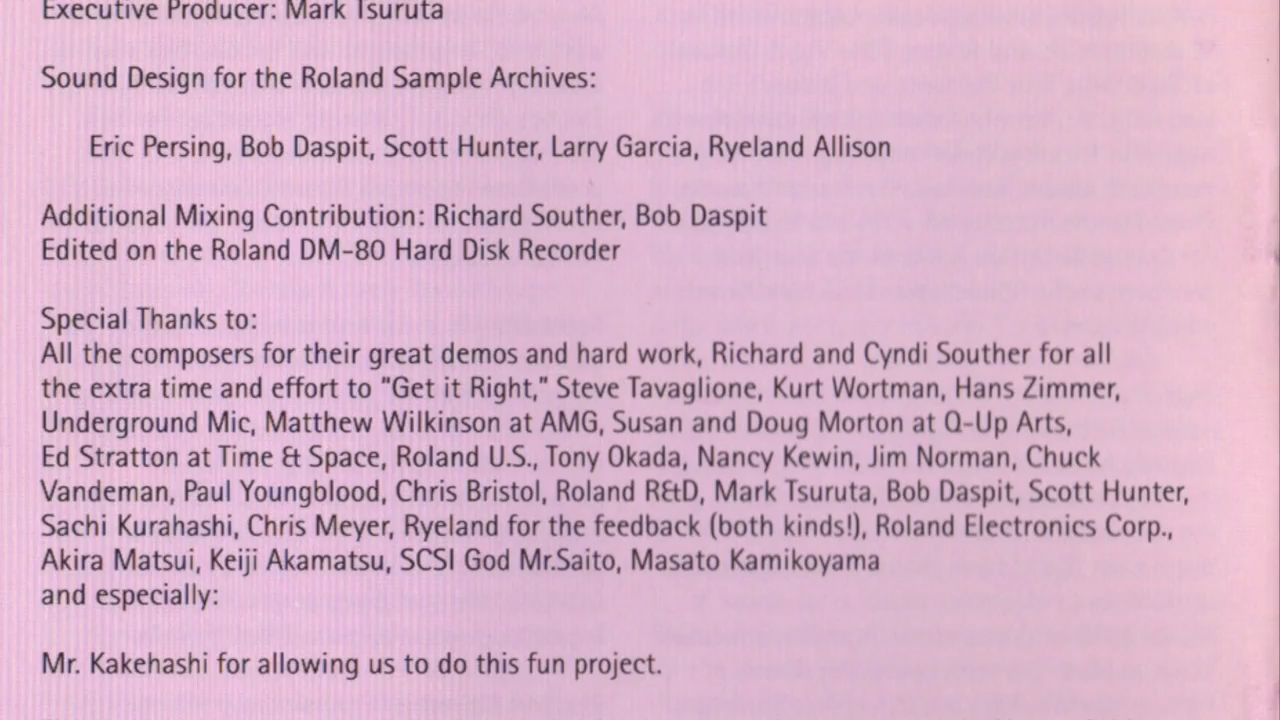 Executive Producer: Mark Tsuruta
Sound Design for the Roland Sample Archives:
Eric Persing, Bob Daspit, Scott Hunter, Larry Garcia, Ryeland Allison
Additional Mixing Contribution: Richard Souther, Bob Daspit
Edited on the Roland DM-80 Hard Disk Recorder
Special Thanks to:
All the composers for their great demos and hard work, Richard and Cyndi Souther for all
the extra time and effort to "Get it Right," Steve Tavaglione, Kurt Wortman, Hans Zimmer,
Underground Mic, Matthew Wilkinson at AMG, Susan and Doug Morton at Q-Up Arts,
Ed Stratton at Time & Space, Roland U.S., Tony Okada, Nancy Kewin, Jim Norman, Chuck
Vandeman, Paul Youngblood, Chris Bristol, Roland R&D, Mark Tsuruta, Bob Daspit, Scott Hunter,
Sachi Kurahashi, Chris Meyer, Ryeland for the feedback (both kinds!), Roland Electronics Corp.,
Akira Matsui, Keiji Akamatsu, SCSI God Mr.Saito, Masato Kamikoyama
and especially:
Mr. Kakehashi for allowing us to do this fun project.